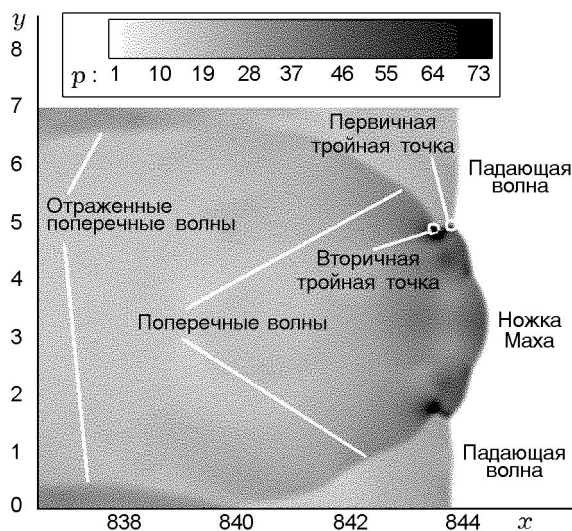 y
8
7
6
5
4
3
2
1
0
p : 1 10 19 28 37 46 55 64 73
Первичная
тройная точка
Падающая
волна
Отраженные
поперечные волны
Вторичная
тройная точка
Поперечные волны
Ножка
Маха
Падающая
волна
838 840 842 844 x